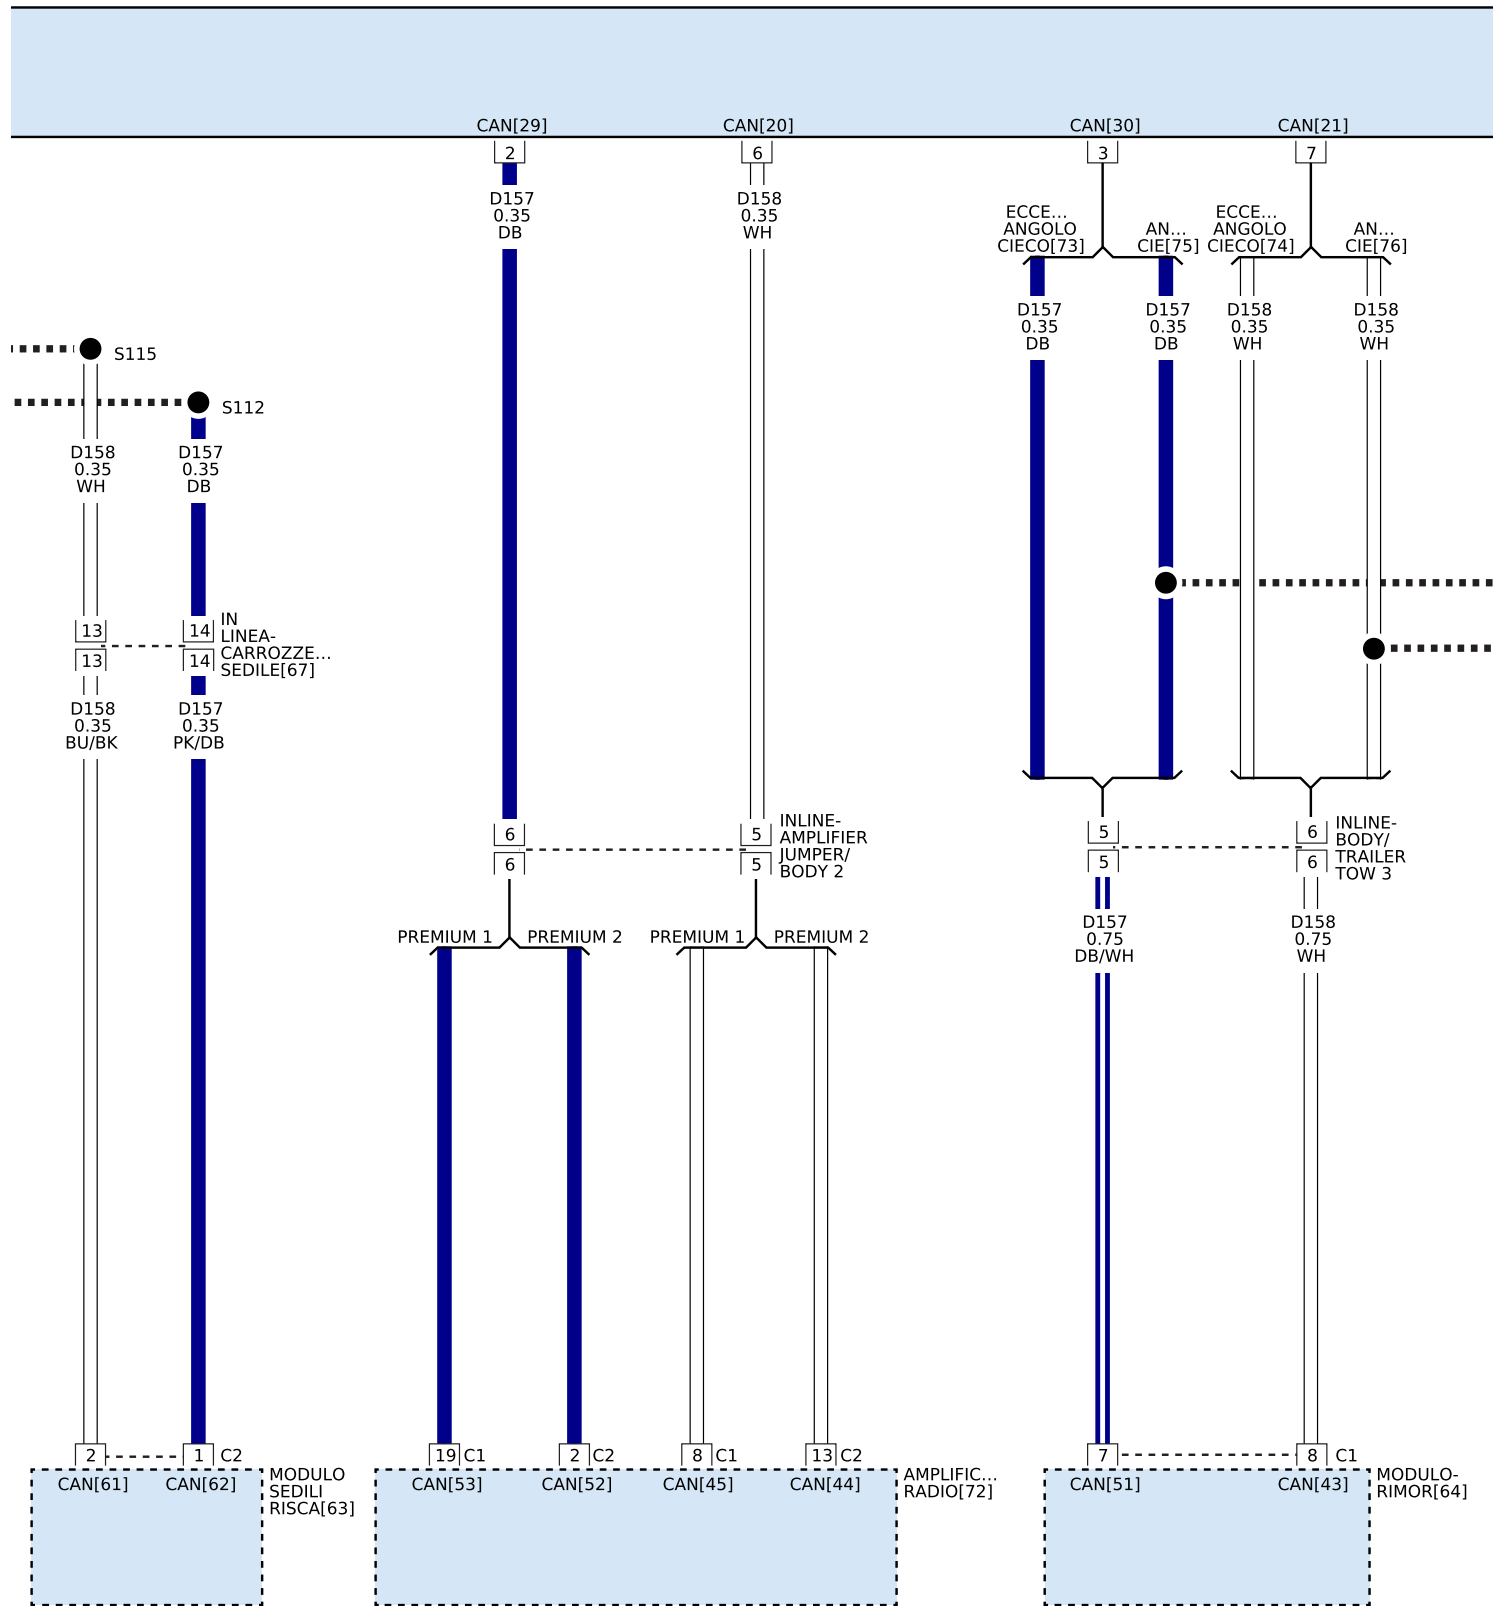 CAN[29]
CAN[20]
CAN[30]
CAN[21]
2
6
3
7
D157
0.35
DB
D158
0.35
WH
ECCE...
ANGOLO
CIECO[73]
AN...
CIE[75]
ECCE...
ANGOLO
CIECO[74]
AN...
CIE[76]
D157
0.35
DB
D157
0.35
DB
D158
0.35
WH
D158
0.35
WH
S115
S112
D158
0.35
WH
D157
0.35
DB
13
14
13
14
IN
LINEA-
CARROZZE...
SEDILE[67]
D158
0.35
BU/BK
D157
0.35
PK/DB
6
5
6
5
INLINE-
AMPLIFIER
JUMPER/
BODY 2
5
6
5
6
INLINE-
BODY/
TRAILER
TOW 3
PREMIUM 1
PREMIUM 2
PREMIUM 1
PREMIUM 2
D157
0.75
DB/WH
D158
0.75
WH
2
1
C2
19
C1
2
C2
8
C1
13
C2
7
8
C1
CAN[61]
CAN[62]
MODULO
SEDILI
RISCA[63]
CAN[53]
CAN[52]
CAN[45]
CAN[44]
AMPLIFIC...
RADIO[72]
CAN[51]
CAN[43]
MODULO-
RIMOR[64]